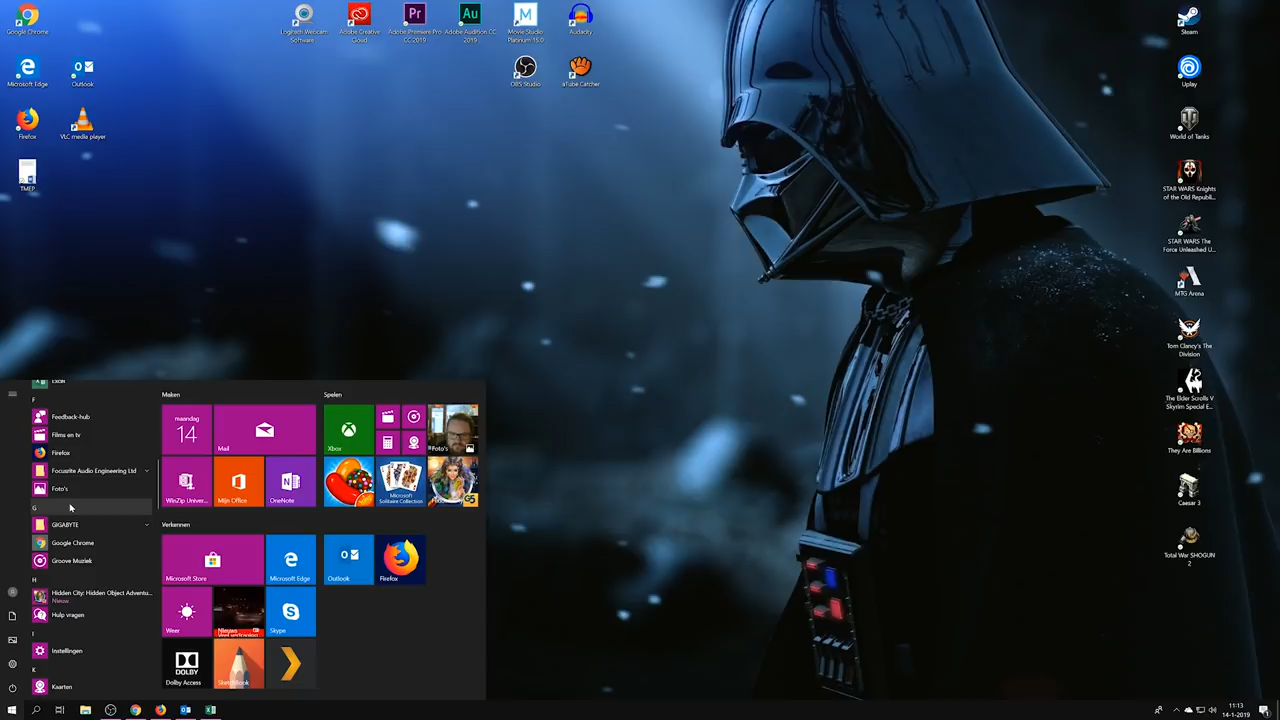 Google Chrome
Logitech Webcam
Software
Adobe Creative
Cloud
Adobe Premiere Pro
CC 2019
Adobe Audition CC
2019
Movie Studio
Platinum 15.0
Audacity
Steam
Microsoft Edge
Outlook
OBS Studio
aTube Catcher
Uplay
Firefox
VLC media player
World of Tanks
TMEP
STAR WARS Knights
of the Old Republi...
STAR WARS The
Force Unleashed U...
MTG Arena
Tom Clancy's The
Division
The Elder Scrolls V
Skyrim Special E...
They Are Billions
Caesar 3
Total War SHOGUN
2
Excel
F
Feedback-hub
Films en tv
Firefox
Focusrite Audio Engineering Ltd
Foto's
G
GIGABYTE
Google Chrome
Groove Muziek
H
Hidden City: Hidden Object Adventu...
Nieuw
Hulp vragen
I
Instellingen
K
Kaarten
Maken
maandag
14
Mail
WinZip Univer...
Mijn Office
OneNote
Verkennen
Microsoft Store
Microsoft Edge
Weer
Nieuws
Skype
DOLBY
Dolby Access
SketchBook
Spelen
Xbox
Foto's
Microsoft
Solitaire Collection
G5
Outlook
Firefox
11:13
14-1-2019